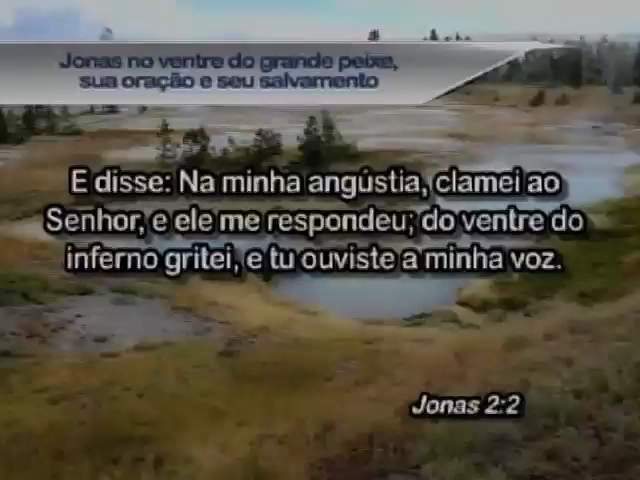 Jonas no ventre do grande peixe,
sua oração e seu salvamento
E disse: Na minha angústia, clamei ao
Senhor, e ele me respondeu; do ventre do
inferno gritei, e tu ouviste a minha voz.
Jonas 2:2